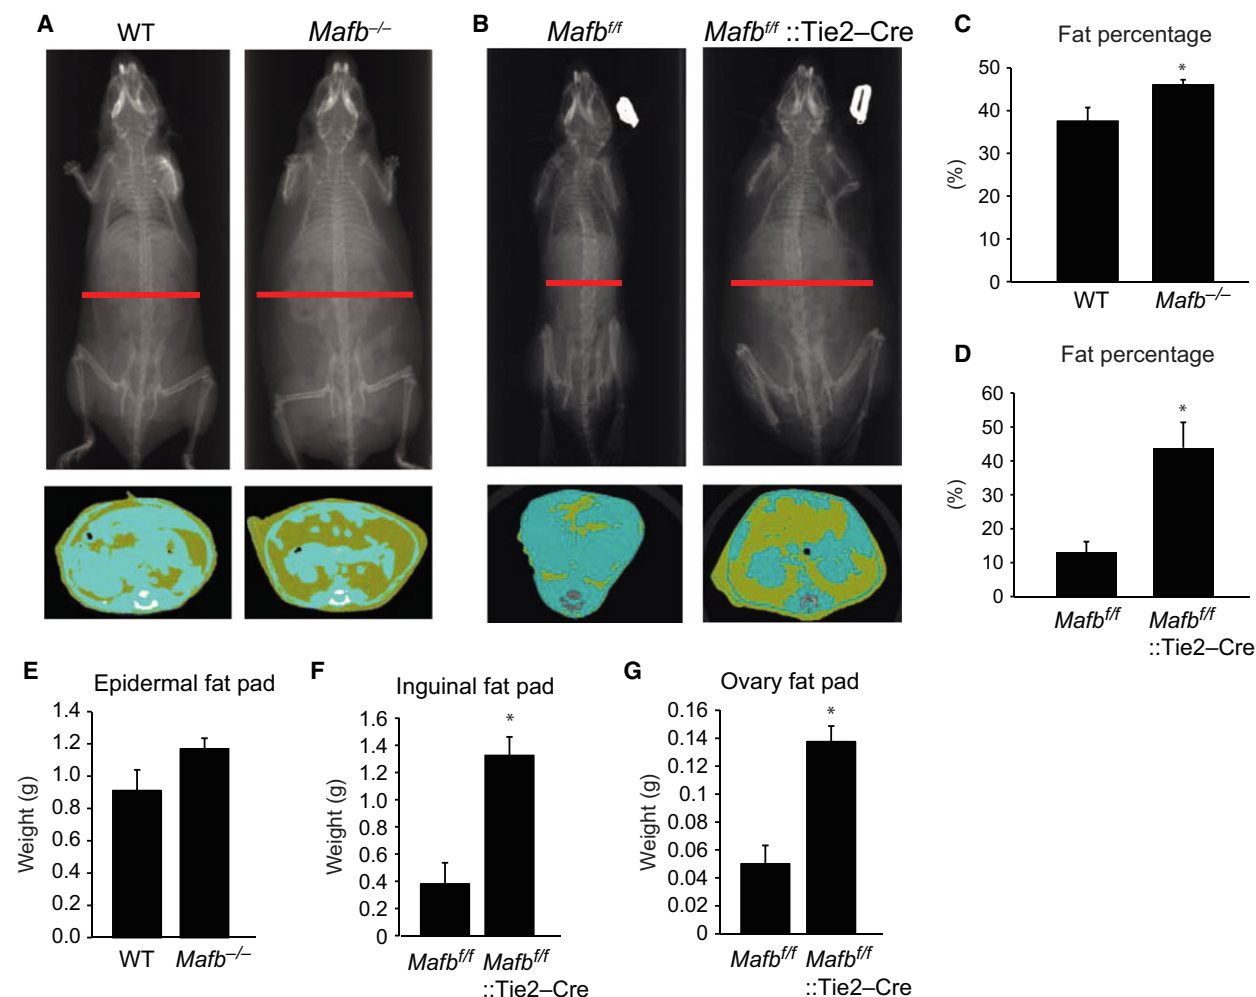 A
WT
Mafb–/–
B
Mafbf/f
Mafbf/f ::Tie2–Cre
C
Fat percentage
50
40
30
20
10
0
(%)
*
WT
Mafb–/–
D
Fat percentage
60
50
40
30
20
10
0
(%)
*
Mafbf/f
Mafbf/f
::Tie2–Cre
E
Epidermal fat pad
1.4
1.2
1.0
0.8
0.6
0.4
0.2
0.0
Weight (g)
WT
Mafb–/–
F
Inguinal fat pad
1.6
1.4
1.2
1.0
0.8
0.6
0.4
0.2
0
Weight (g)
*
Mafbf/f
Mafbf/f
::Tie2–Cre
G
Ovary fat pad
0.16
0.14
0.12
0.1
0.08
0.06
0.04
0.02
0
Weight (g)
*
Mafbf/f
Mafbf/f
::Tie2–Cre